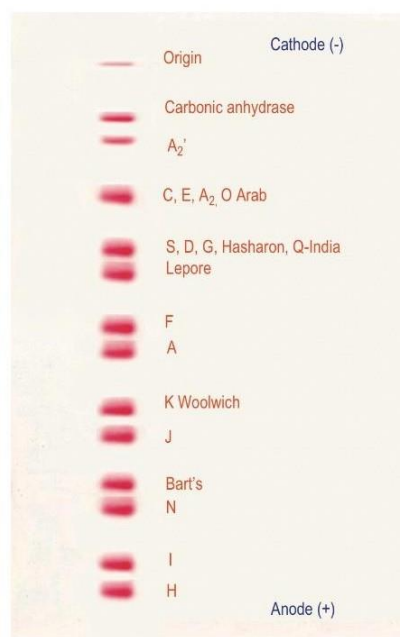 Cathode (-)
Origin
Carbonic anhydrase
A₂'
C, E, A₂, O Arab
S, D, G, Hasharon, Q-India
Lepore
F
A
K Woolwich
J
Bart's
N
I
H
Anode (+)